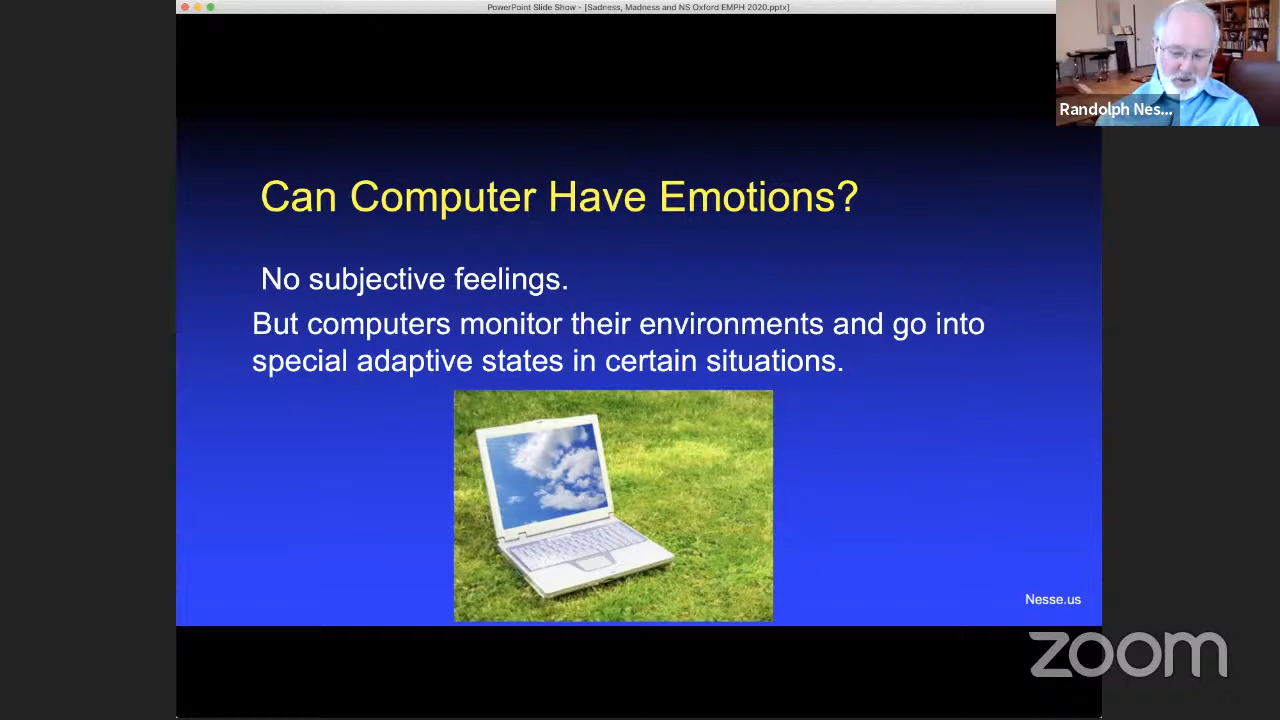 PowerPoint Slide Show - [Sadness, Madness and NS Oxford EMPH 2020.pptx]
Randolph Nes...
Can Computer Have Emotions?
No subjective feelings.
But computers monitor their environments and go into
special adaptive states in certain situations.
Nesse.us
zoom